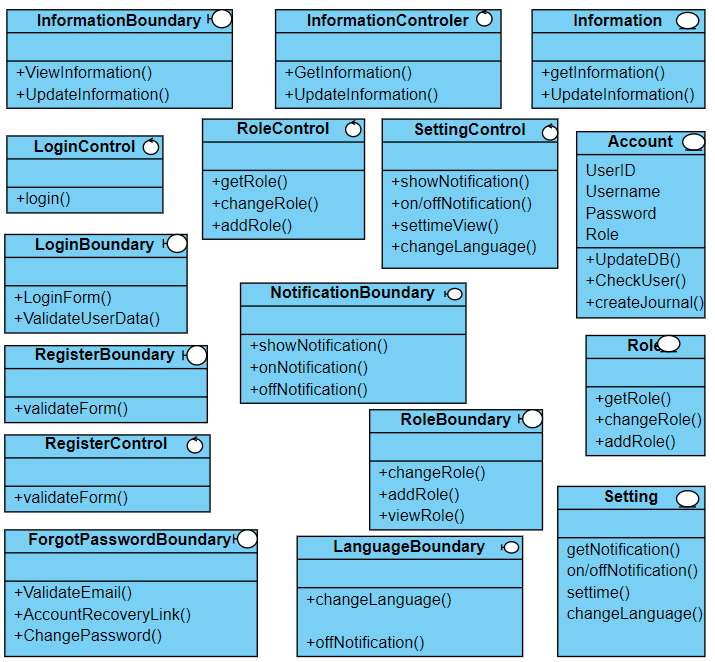 InformationBoundary
+ViewInformation()
+UpdateInformation()
InformationControler
+GetInformation()
+UpdateInformation()
Information
+getInformation()
+UpdateInformation()
LoginControl
+login()
RoleControl
+getRole()
+changeRole()
+addRole()
SettingControl
+showNotification()
+on/offNotification()
+settimeView()
+changeLanguage()
Account
UserID
Username
Password
Role
+UpdateDB()
+CheckUser()
+createJournal()
LoginBoundary
+LoginForm()
+ValidateUserData()
NotificationBoundary
+showNotification()
+onNotification()
+offNotification()
RegisterBoundary
+validateForm()
Role
+getRole()
+changeRole()
+addRole()
RegisterControl
+validateForm()
RoleBoundary
+changeRole()
+addRole()
+viewRole()
Setting
getNotification()
on/offNotification()
settime()
changeLanguage()
ForgotPasswordBoundary
+ValidateEmail()
+AccountRecoveryLink()
+ChangePassword()
LanguageBoundary
+changeLanguage()
+offNotification()